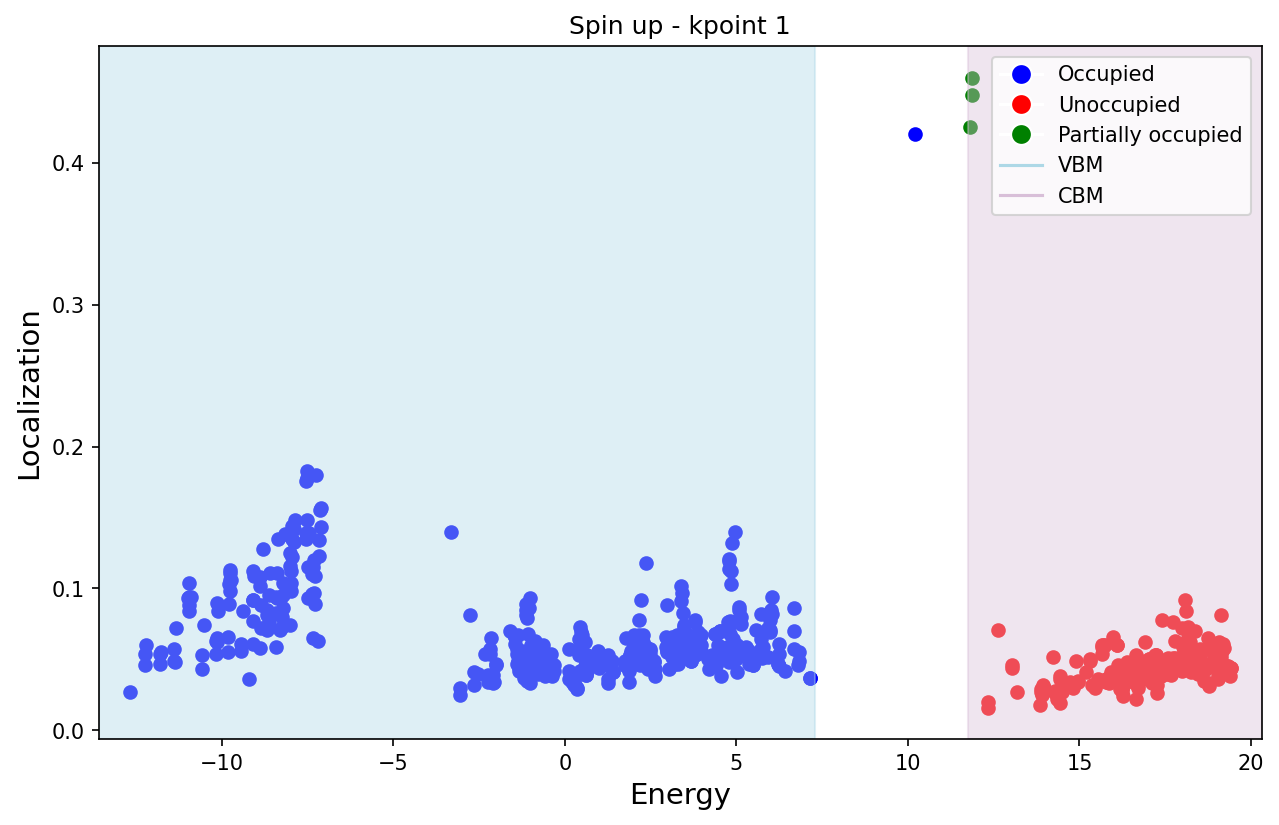 Spin up - kpoint 1
Localization
0.4
0.3
0.2
0.1
0.0
Occupied
Unoccupied
Partially occupied
VBM
CBM
−10
−5
0
5
10
15
20
Energy